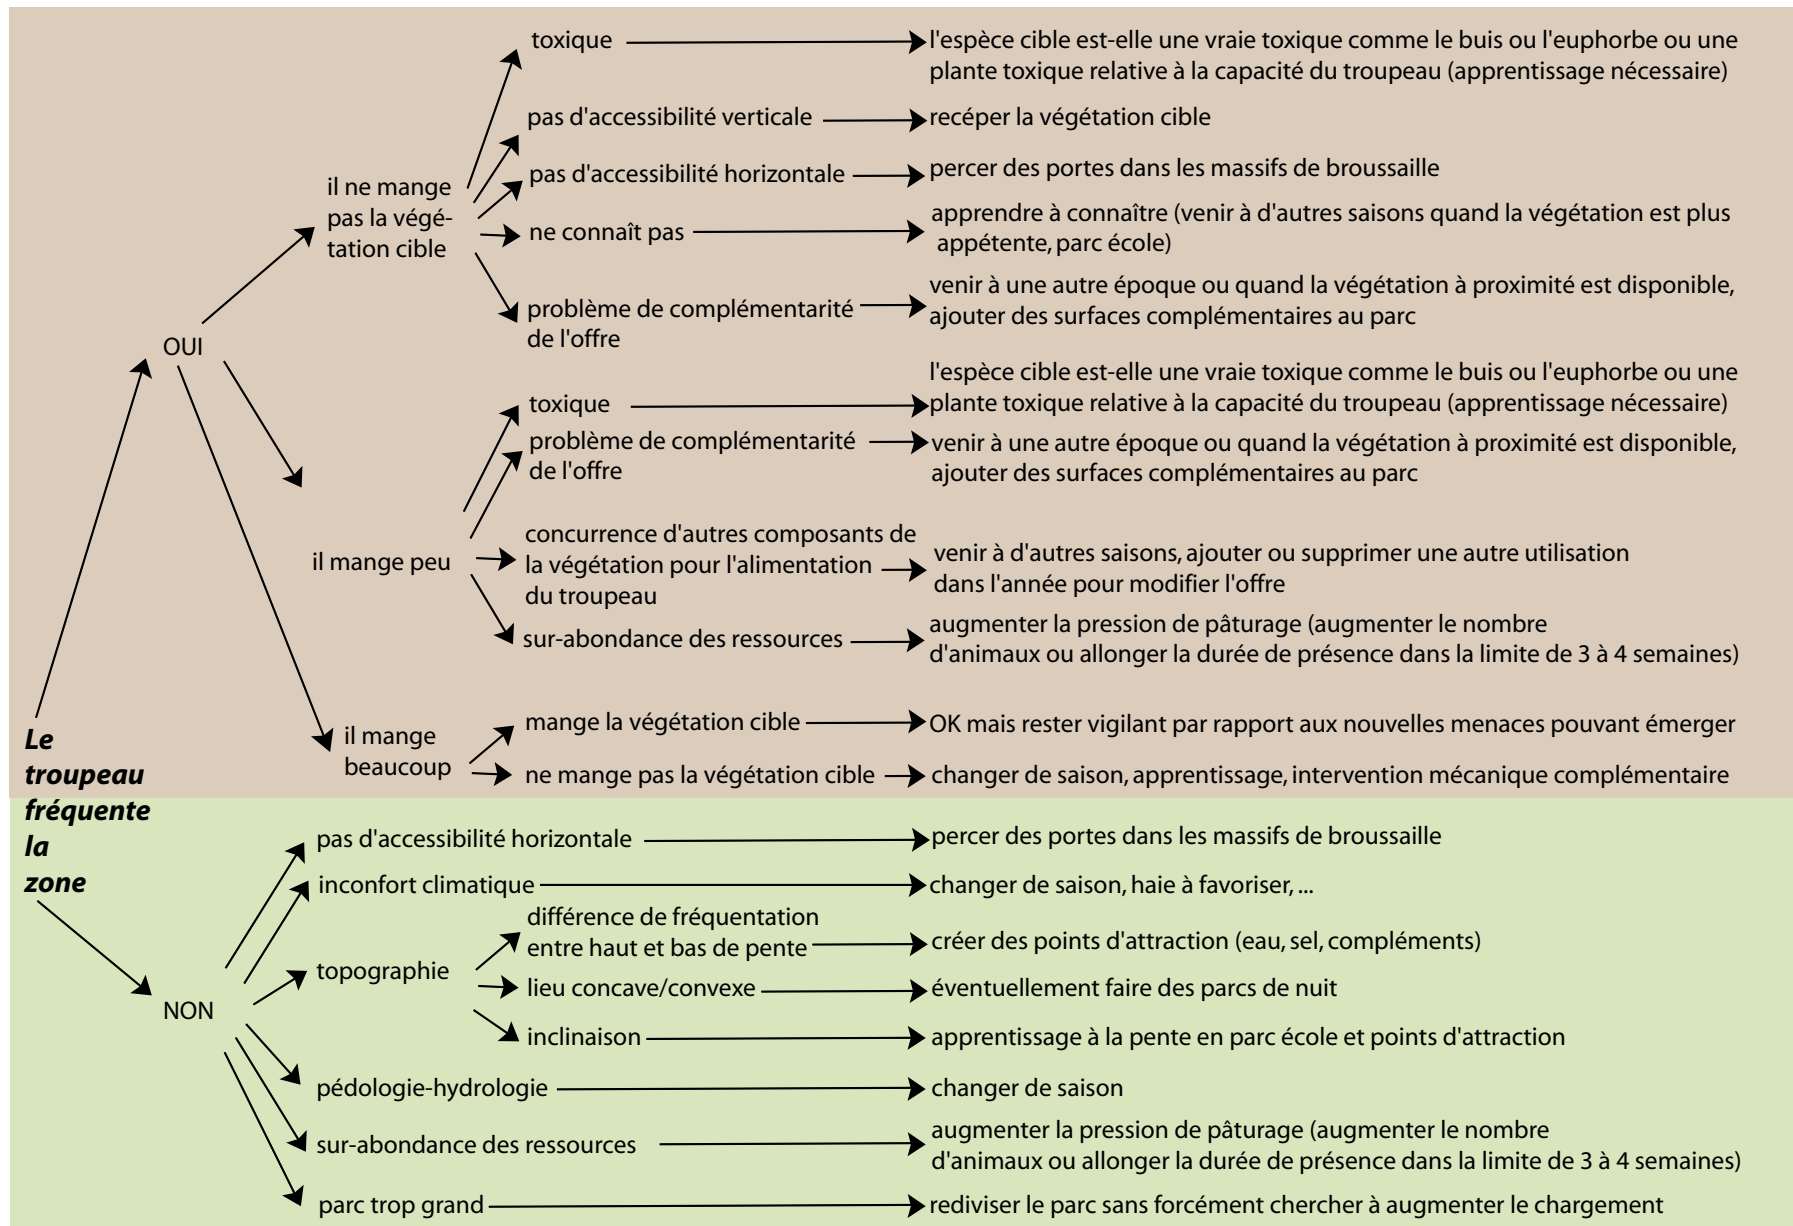 Le
troupeau
fréquente
la
zone
OUI
il ne mange
pas la végé-
tation cible
toxique
l'espèce cible est-elle une vraie toxique comme le buis ou l'euphorbe ou une
plante toxique relative à la capacité du troupeau (apprentissage nécessaire)
pas d'accessibilité verticale
recéper la végétation cible
pas d'accessibilité horizontale
percer des portes dans les massifs de broussaille
ne connaît pas
apprendre à connaître (venir à d'autres saisons quand la végétation est plus
appétente, parc école)
problème de complémentarité
de l'offre
venir à une autre époque ou quand la végétation à proximité est disponible,
ajouter des surfaces complémentaires au parc
il mange peu
toxique
l'espèce cible est-elle une vraie toxique comme le buis ou l'euphorbe ou une
plante toxique relative à la capacité du troupeau (apprentissage nécessaire)
problème de complémentarité
de l'offre
venir à une autre époque ou quand la végétation à proximité est disponible,
ajouter des surfaces complémentaires au parc
concurrence d'autres composants de
la végétation pour l'alimentation
du troupeau
venir à d'autres saisons, ajouter ou supprimer une autre utilisation
dans l'année pour modifier l'offre
sur-abondance des ressources
augmenter la pression de pâturage (augmenter le nombre
d'animaux ou allonger la durée de présence dans la limite de 3 à 4 semaines)
il mange
beaucoup
mange la végétation cible
OK mais rester vigilant par rapport aux nouvelles menaces pouvant émerger
ne mange pas la végétation cible
changer de saison, apprentissage, intervention mécanique complémentaire
NON
pas d'accessibilité horizontale
percer des portes dans les massifs de broussaille
inconfort climatique
changer de saison, haie à favoriser, ...
topographie
différence de fréquentation
entre haut et bas de pente
créer des points d'attraction (eau, sel, compléments)
lieu concave/convexe
éventuellement faire des parcs de nuit
inclinaison
apprentissage à la pente en parc école et points d'attraction
pédologie-hydrologie
changer de saison
sur-abondance des ressources
augmenter la pression de pâturage (augmenter le nombre
d'animaux ou allonger la durée de présence dans la limite de 3 à 4 semaines)
parc trop grand
rediviser le parc sans forcément chercher à augmenter le chargement